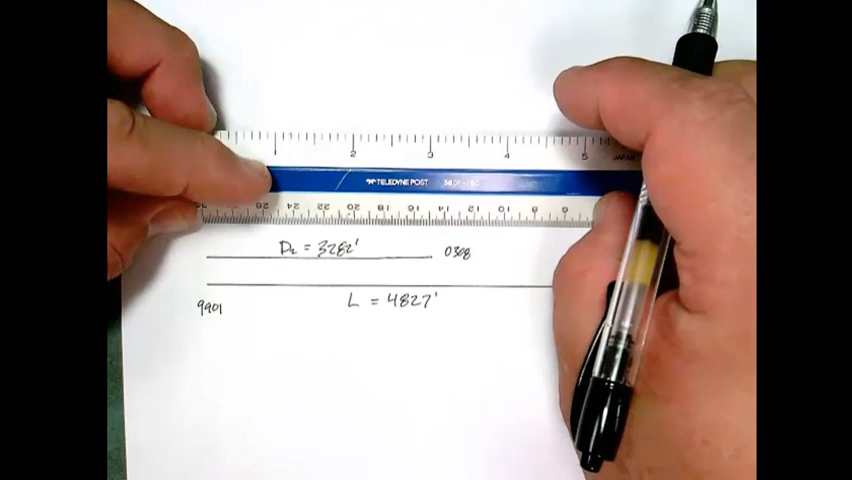 2 3 4 5 JAPAN
TELEDYNE POST
26 24 22 20 18 16 14 12 10 8 6
D2 = 3282' 0308
L = 4827'
9901